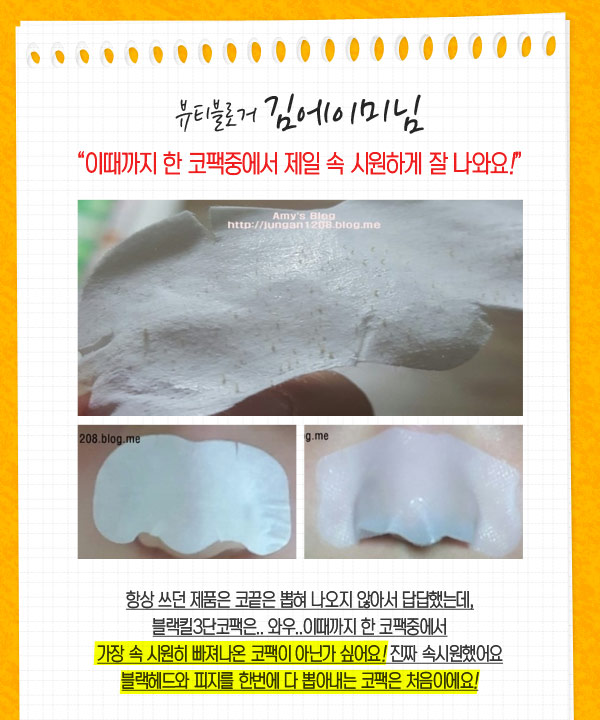 뷰티블로거 김에이미님
“이때까지 한 코팩중에서 제일 속 시원하게 잘 나와요!”
Amy's Blog
http://jungan1208.blog.me
208.blog.me
g.me
항상 쓰던 제품은 코끝은 뽑혀 나오지 않아서 답답했는데,
블랙킬3단코팩은.. 와우..이때까지 한 코팩중에서
가장 속 시원히 빠져나온 코팩이 아닌가 싶어요! 진짜 속시원했어요
블랙헤드와 피지를 한번에 다 뽑아내는 코팩은 처음이에요!